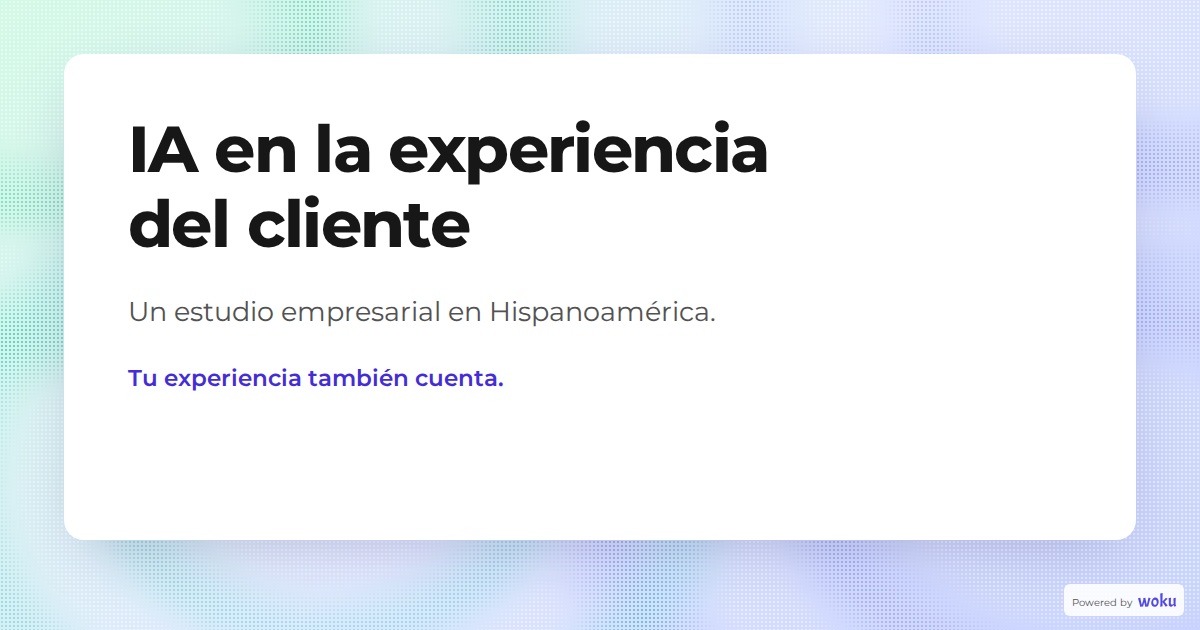 IA en la experiencia
del cliente
Un estudio empresarial en Hispanoamérica.
Tu experiencia también cuenta.
Powered by woku